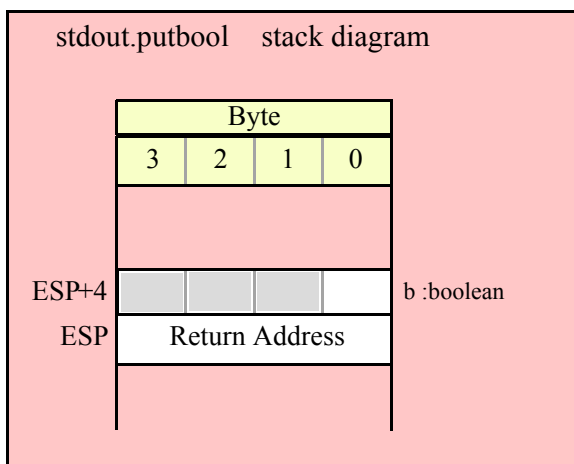 stdout.putbool stack diagram
Byte
3 2 1 0
ESP+4 b :boolean
ESP Return Address